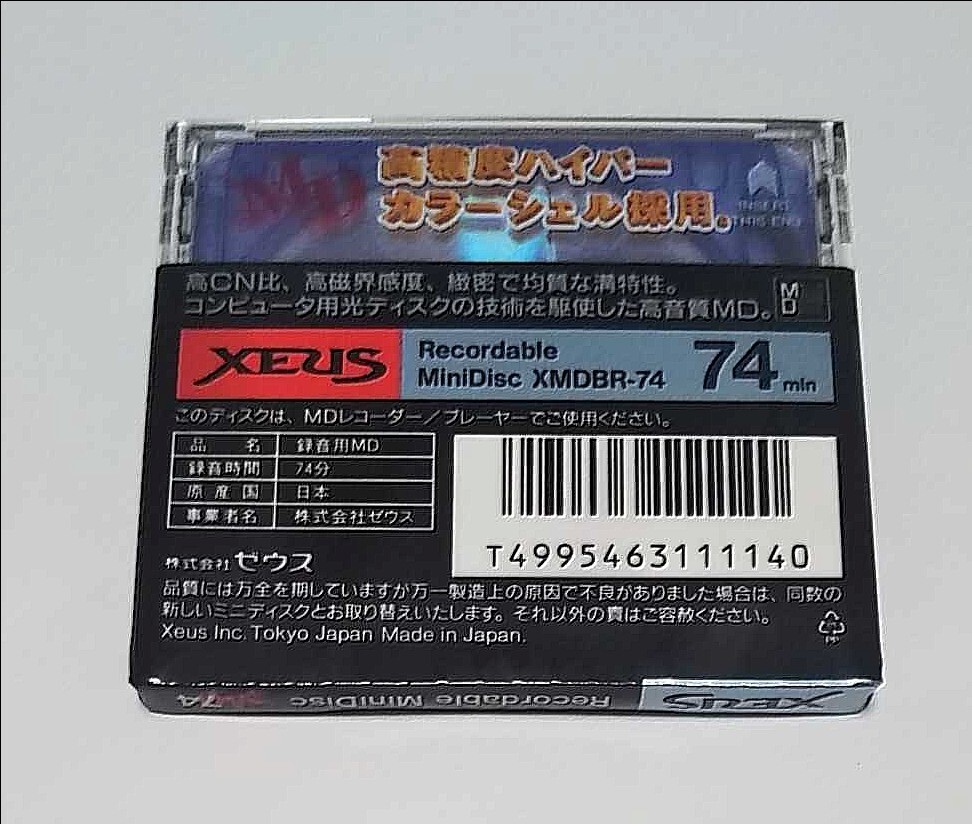 MD
高精度ハイパー
カラーシェル採用。
INSERT
THIS END
高CN比、高磁界感度、緻密で均質な溝特性。
コンピュータ用光ディスクの技術を駆使した高音質MD。
MD
XEUS
Recordable
MiniDisc XMDBR-74
74 min
このディスクは、MDレコーダー/プレーヤーでご使用ください。
品名 録音用MD
録音時間 74分
原産国 日本
事業者名 株式会社ゼウス
T4995463111140
株式会社ゼウス
品質には万全を期していますが万一製造上の原因で不良がありました場合は、同数の
新しいミニディスクとお取り替えいたします。それ以外の責はご容赦ください。
Xeus Inc. Tokyo Japan Made in Japan.
XEUS Recordable MiniDisc 74